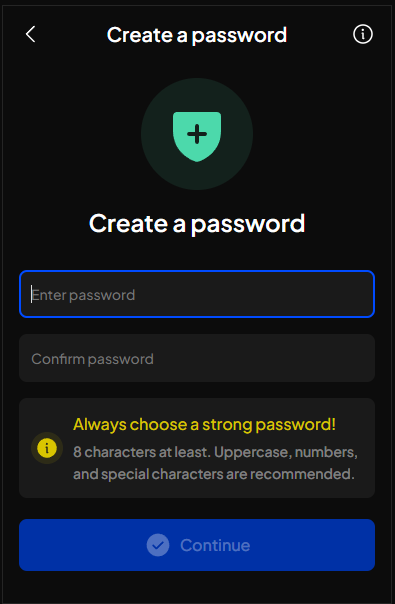 Create a password
Create a password
Enter password
Confirm password
Always choose a strong password!
8 characters at least. Uppercase, numbers,
and special characters are recommended.
Continue